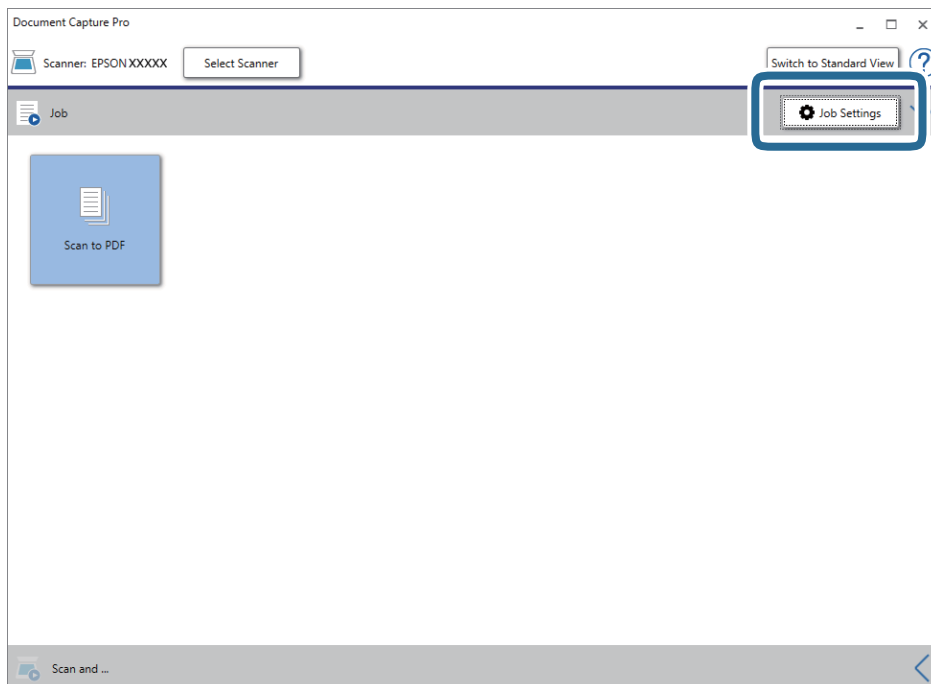 Document Capture Pro
Scanner: EPSON XXXXX Select Scanner Switch to Standard View ?
Job Job Settings
Scan to PDF
Scan and ...